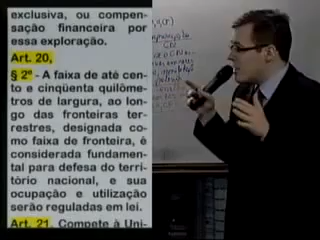 exclusiva, ou compen-
sação financeira por
essa exploração.
Art. 20,
§ 2º - A faixa de até cen-
to e cinqüenta quilôme-
tros de largura, ao lon-
go das fronteiras ter-
restres, designada co-
mo faixa de fronteira, é
considerada fundamen-
tal para defesa do terri-
tório nacional, e sua
ocupação e utilização
serão reguladas em lei.
Art. 21. Compete à Uni-